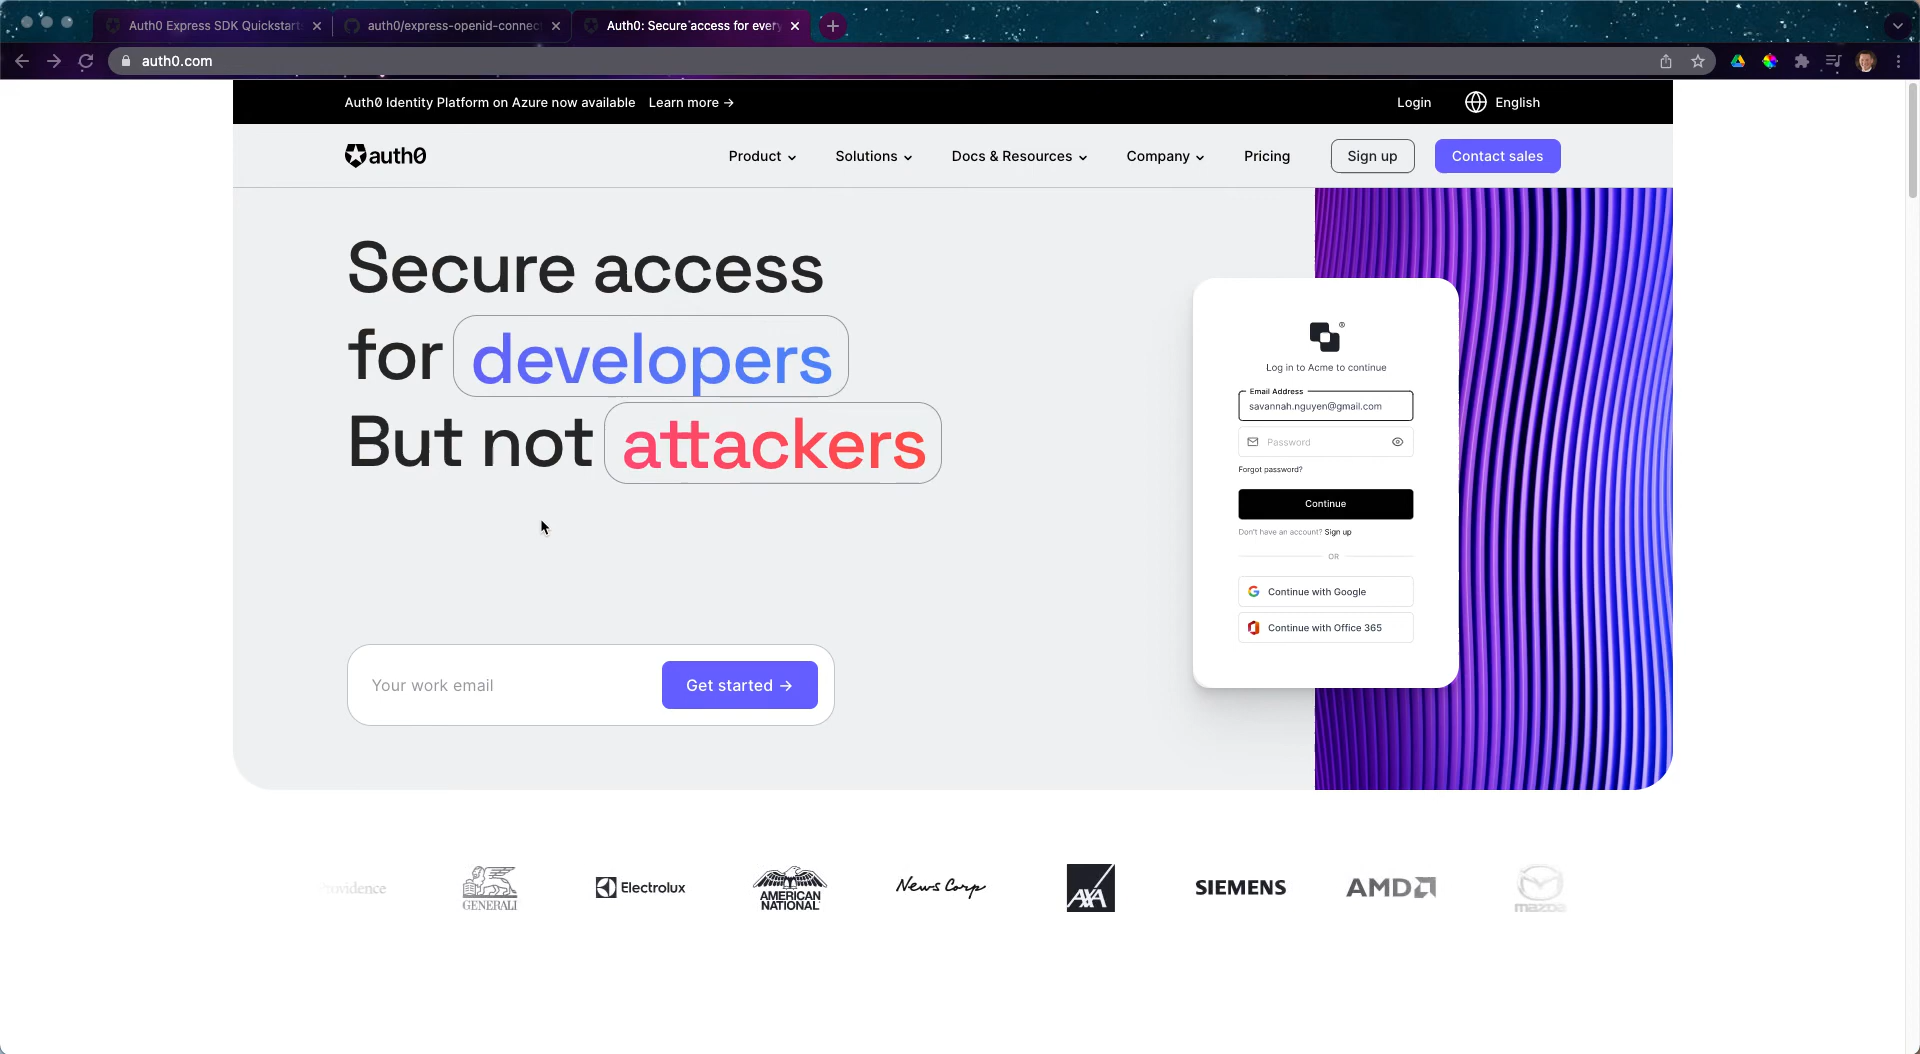 Auth0 Express SDK Quickstarts
auth0/express-openid-connect
Auth0: Secure access for every
auth0.com
Auth0 Identity Platform on Azure now available Learn more →
Login
English
auth0
Product
Solutions
Docs & Resources
Company
Pricing
Sign up
Contact sales
Secure access
for developers
But not attackers
Your work email
Get started →
Log in to Acme to continue
Email Address
savannah.nguyen@gmail.com
Password
Forgot password?
Continue
Don't have an account? Sign up
OR
Continue with Google
Continue with Office 365
Providence
GENERALI
Electrolux
AMERICAN
NATIONAL
News Corp
AXA
SIEMENS
AMD
mazda